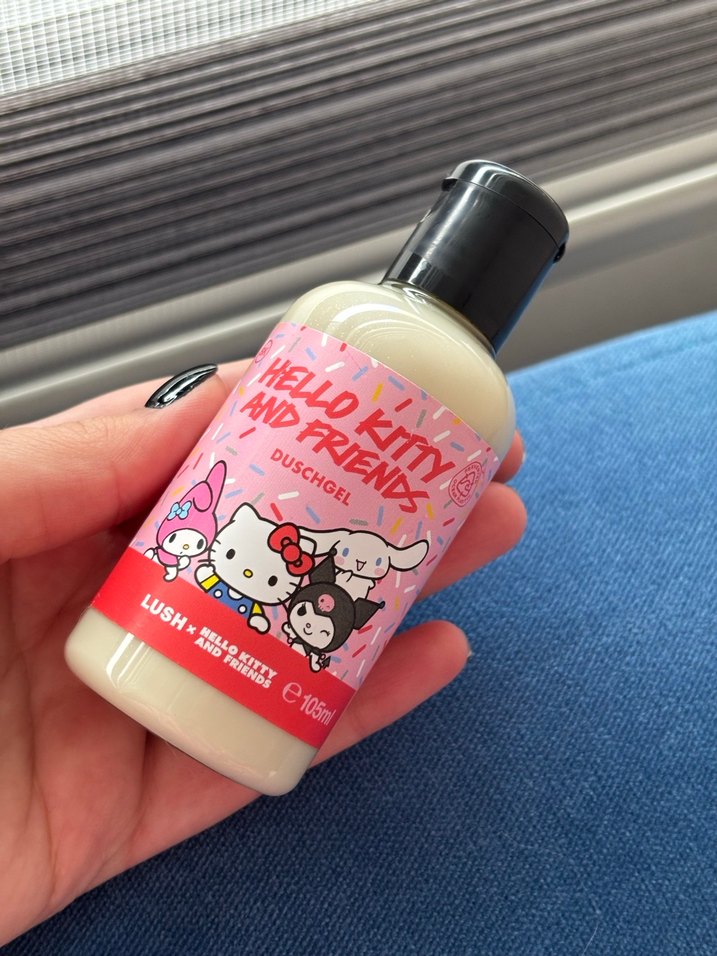 HELLO KITTY
AND FRIENDS
DUSCHGEL
LUSH × HELLO KITTY
AND FRIENDS
℮105ml